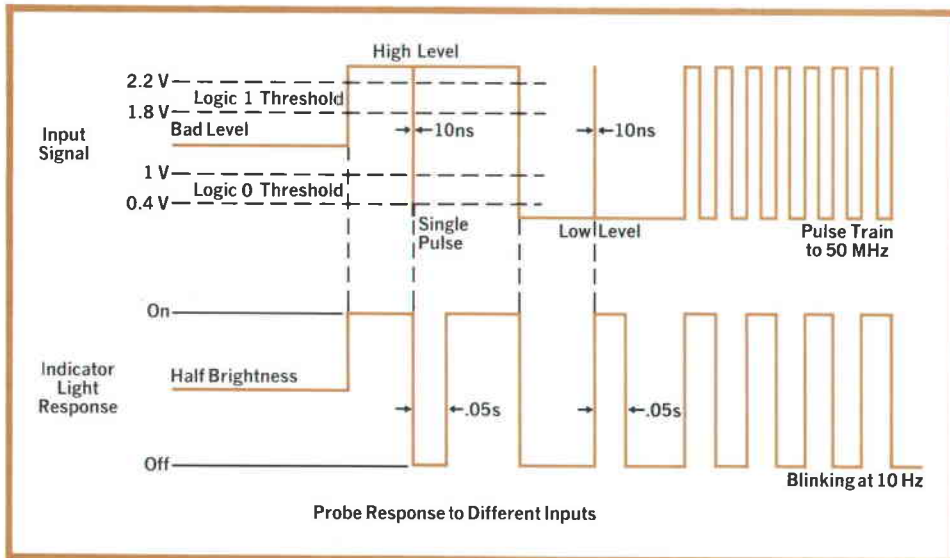 High Level
2.2 V
Logic 1 Threshold
1.8 V
Bad Level
Input
Signal
10ns
10ns
1 V
Logic 0 Threshold
0.4 V
Single
Pulse
Low Level
Pulse Train
to 50 MHz
On
Indicator
Light
Response
Half Brightness
.05s
.05s
Off
Blinking at 10 Hz
Probe Response to Different Inputs